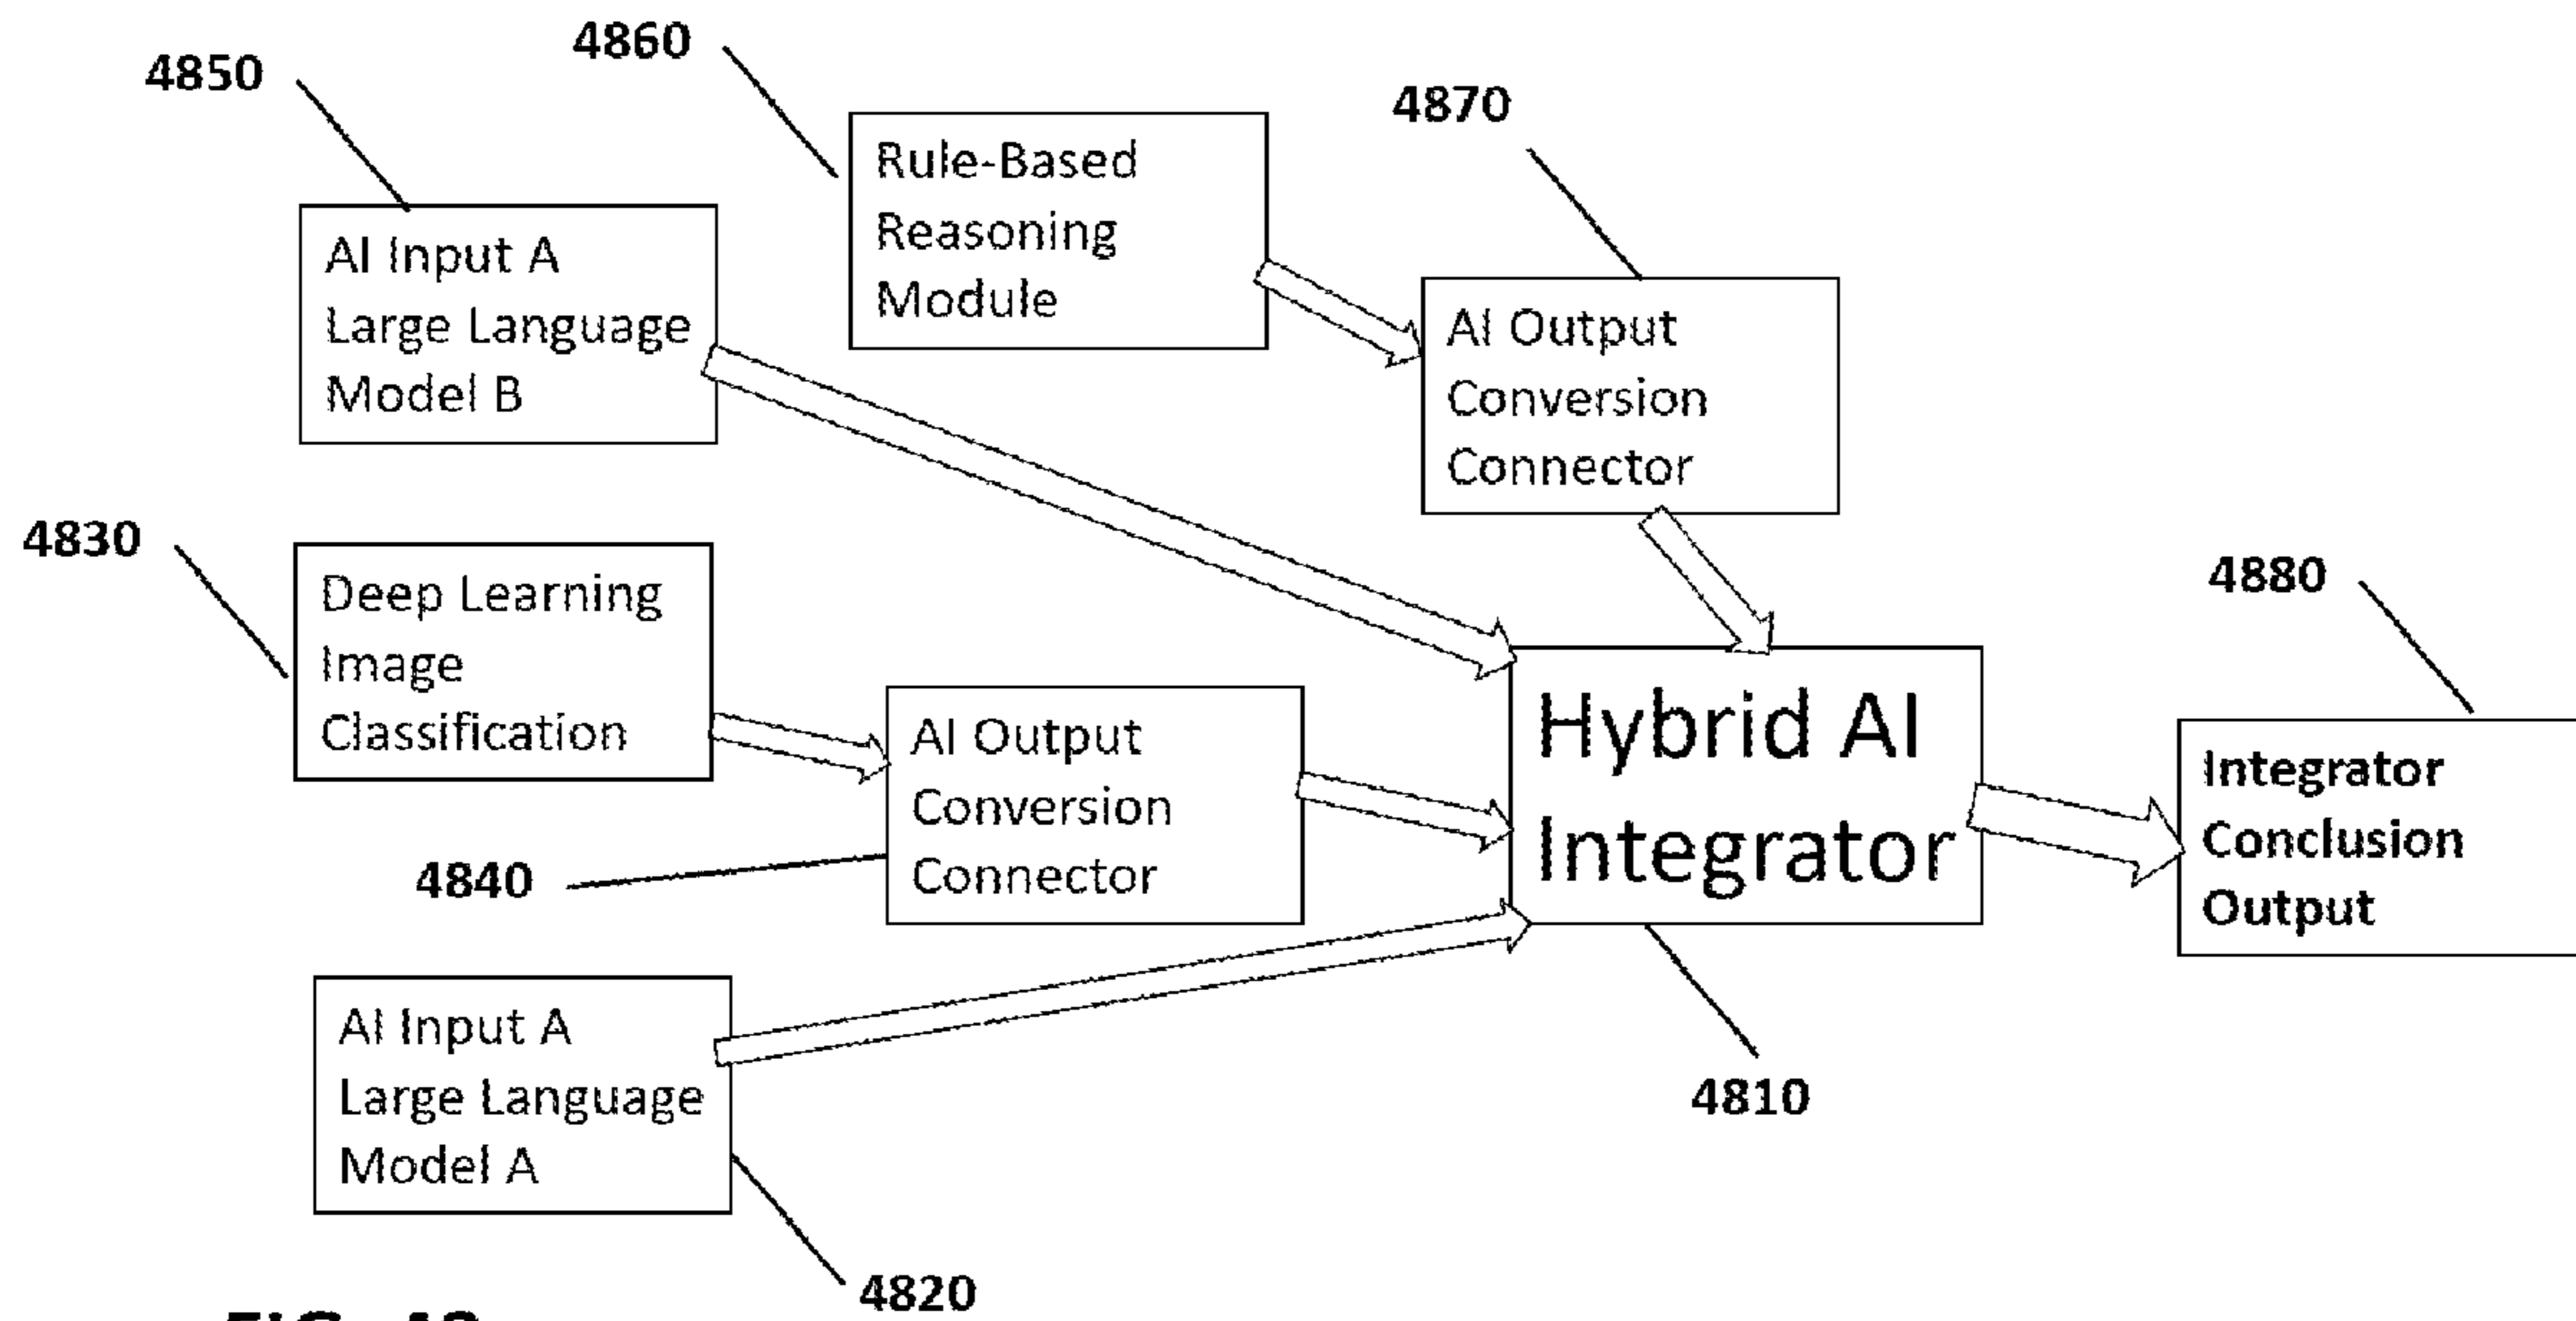 4860
4850
4870
Rule-Based
Reasoning
Module
AI Input A
Large Language
Model B
AI Output
Conversion
Connector
4830
Deep Learning
Image
Classification
4880
AI Output
Conversion
Connector
4840
Hybrid AI
Integrator
Integrator
Conclusion
Output
AI Input A
Large Language
Model A
4810
4820